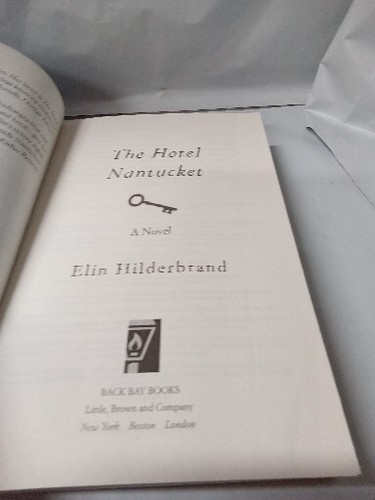 The Hotel
Nantucket
A Novel
Elin Hilderbrand
BACK BAY BOOKS
Little, Brown and Company
New York Boston London